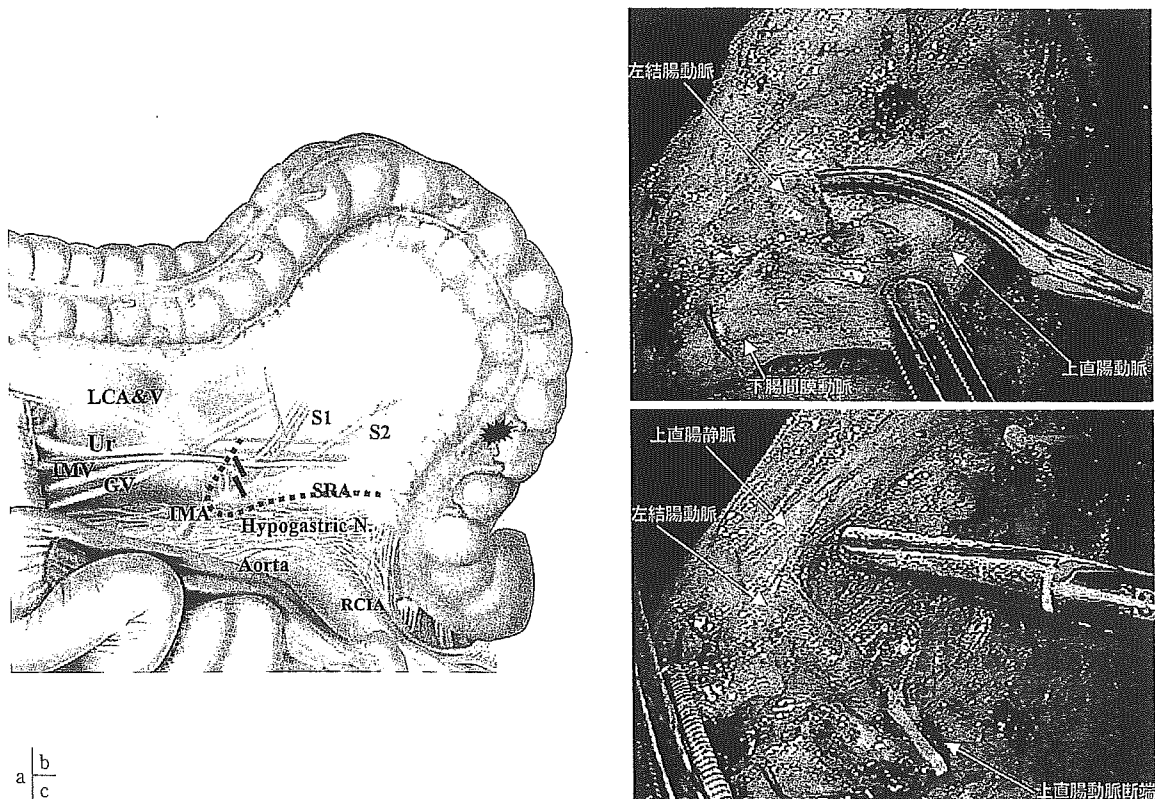 LCA&V
S1
S2
Ur
IMV
GV
SRA
IMA
Hypogastric N.
Aorta
RCIA
左結腸動脈
下腸間膜動脈
上直腸動脈
上直腸静脈
左結腸動脈
上直腸動脈断端
a b
c